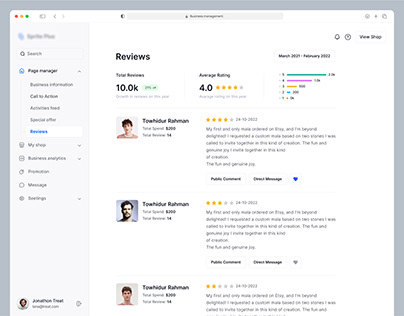 Business.management
Sprite Plus
Search
Page manager
Business information
Call to Action
Activities feed
Special offer
Reviews
My shop
Business analytics
Promotion
Message
Settings
Jonathon Trnat
View Shop
Reviews
March 2021 - February 2022
Total Reviews
10.0k
21%
Growth in reviews on this year
Average Rating
4.0
Average rating on this year
5 2.0k
4 1.0k
3 500
2 200
1 0k
Towhidur Rahman
Total Spend: $200
Total Review: 14
24-10-2022
My first and only mala ordered on Etsy, and I'm beyond
delighted! I requested a custom mala based on two stones I was
called to invite together in this kind of creation. The fun and
genuine joy I invite together in this kind
of creation.
The fun and genuine joy.
Public Comment
Direct Message
Towhidur Rahman
Total Spend: $200
Total Review: 14
24-10-2022
My first and only mala ordered on Etsy, and I'm beyond
delighted! I requested a custom mala based on two stones I was
called to invite together in this kind of creation. The fun and
genuine joy I invite together in this kind
of creation.
The fun and genuine joy.
Public Comment
Direct Message
Towhidur Rahman
Total Spend: $200
Total Review: 14
24-10-2022
My first and only mala ordered on Etsy, and I'm beyond
delighted! I requested a custom mala based on two stones I was
called to invite together in this kind of creation. The fun and
genuine joy I invite together in this kind
of creation.
The fun and genuine joy.